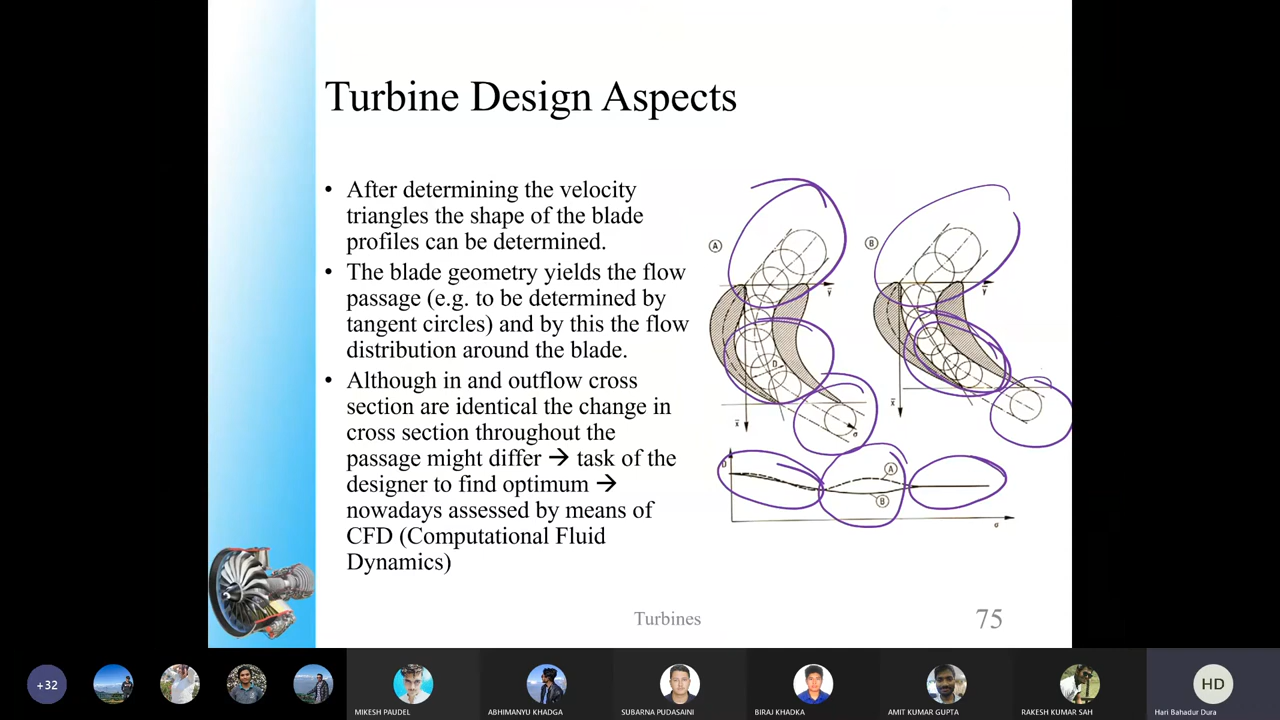 Turbine Design Aspects
• After determining the velocity
triangles the shape of the blade
profiles can be determined.
• The blade geometry yields the flow
passage (e.g. to be determined by
tangent circles) and by this the flow
distribution around the blade.
• Although in and outflow cross
section are identical the change in
cross section throughout the
passage might differ → task of the
designer to find optimum →
nowadays assessed by means of
CFD (Computational Fluid
Dynamics)
A
B
y
y
D
x
x
σ
D
A
B
σ
Turbines
75
+32
MIKESH PAUDEL
ABHIMANYU KHADGA
SUBARNA PUDASAINI
BIRAJ KHADKA
AMIT KUMAR GUPTA
RAKESH KUMAR SAH
HD
Hari Bahadur Dura